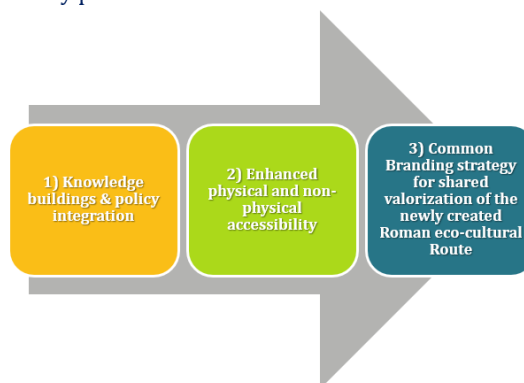 1) Knowledge
buildings & policy
integration
2) Enhanced
physical and non-
physical
accessibility
3) Common
Branding strategy
for shared
valorization of the
newly created
Roman eco-cultural
Route